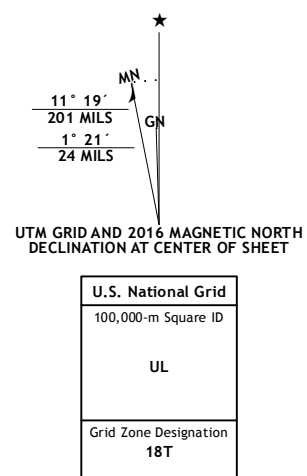 ★
MN
11° 19´
201 MILS
GN
1° 21´
24 MILS
UTM GRID AND 2016 MAGNETIC NORTH
DECLINATION AT CENTER OF SHEET
U.S. National Grid
100,000-m Square ID
UL
Grid Zone Designation
18T